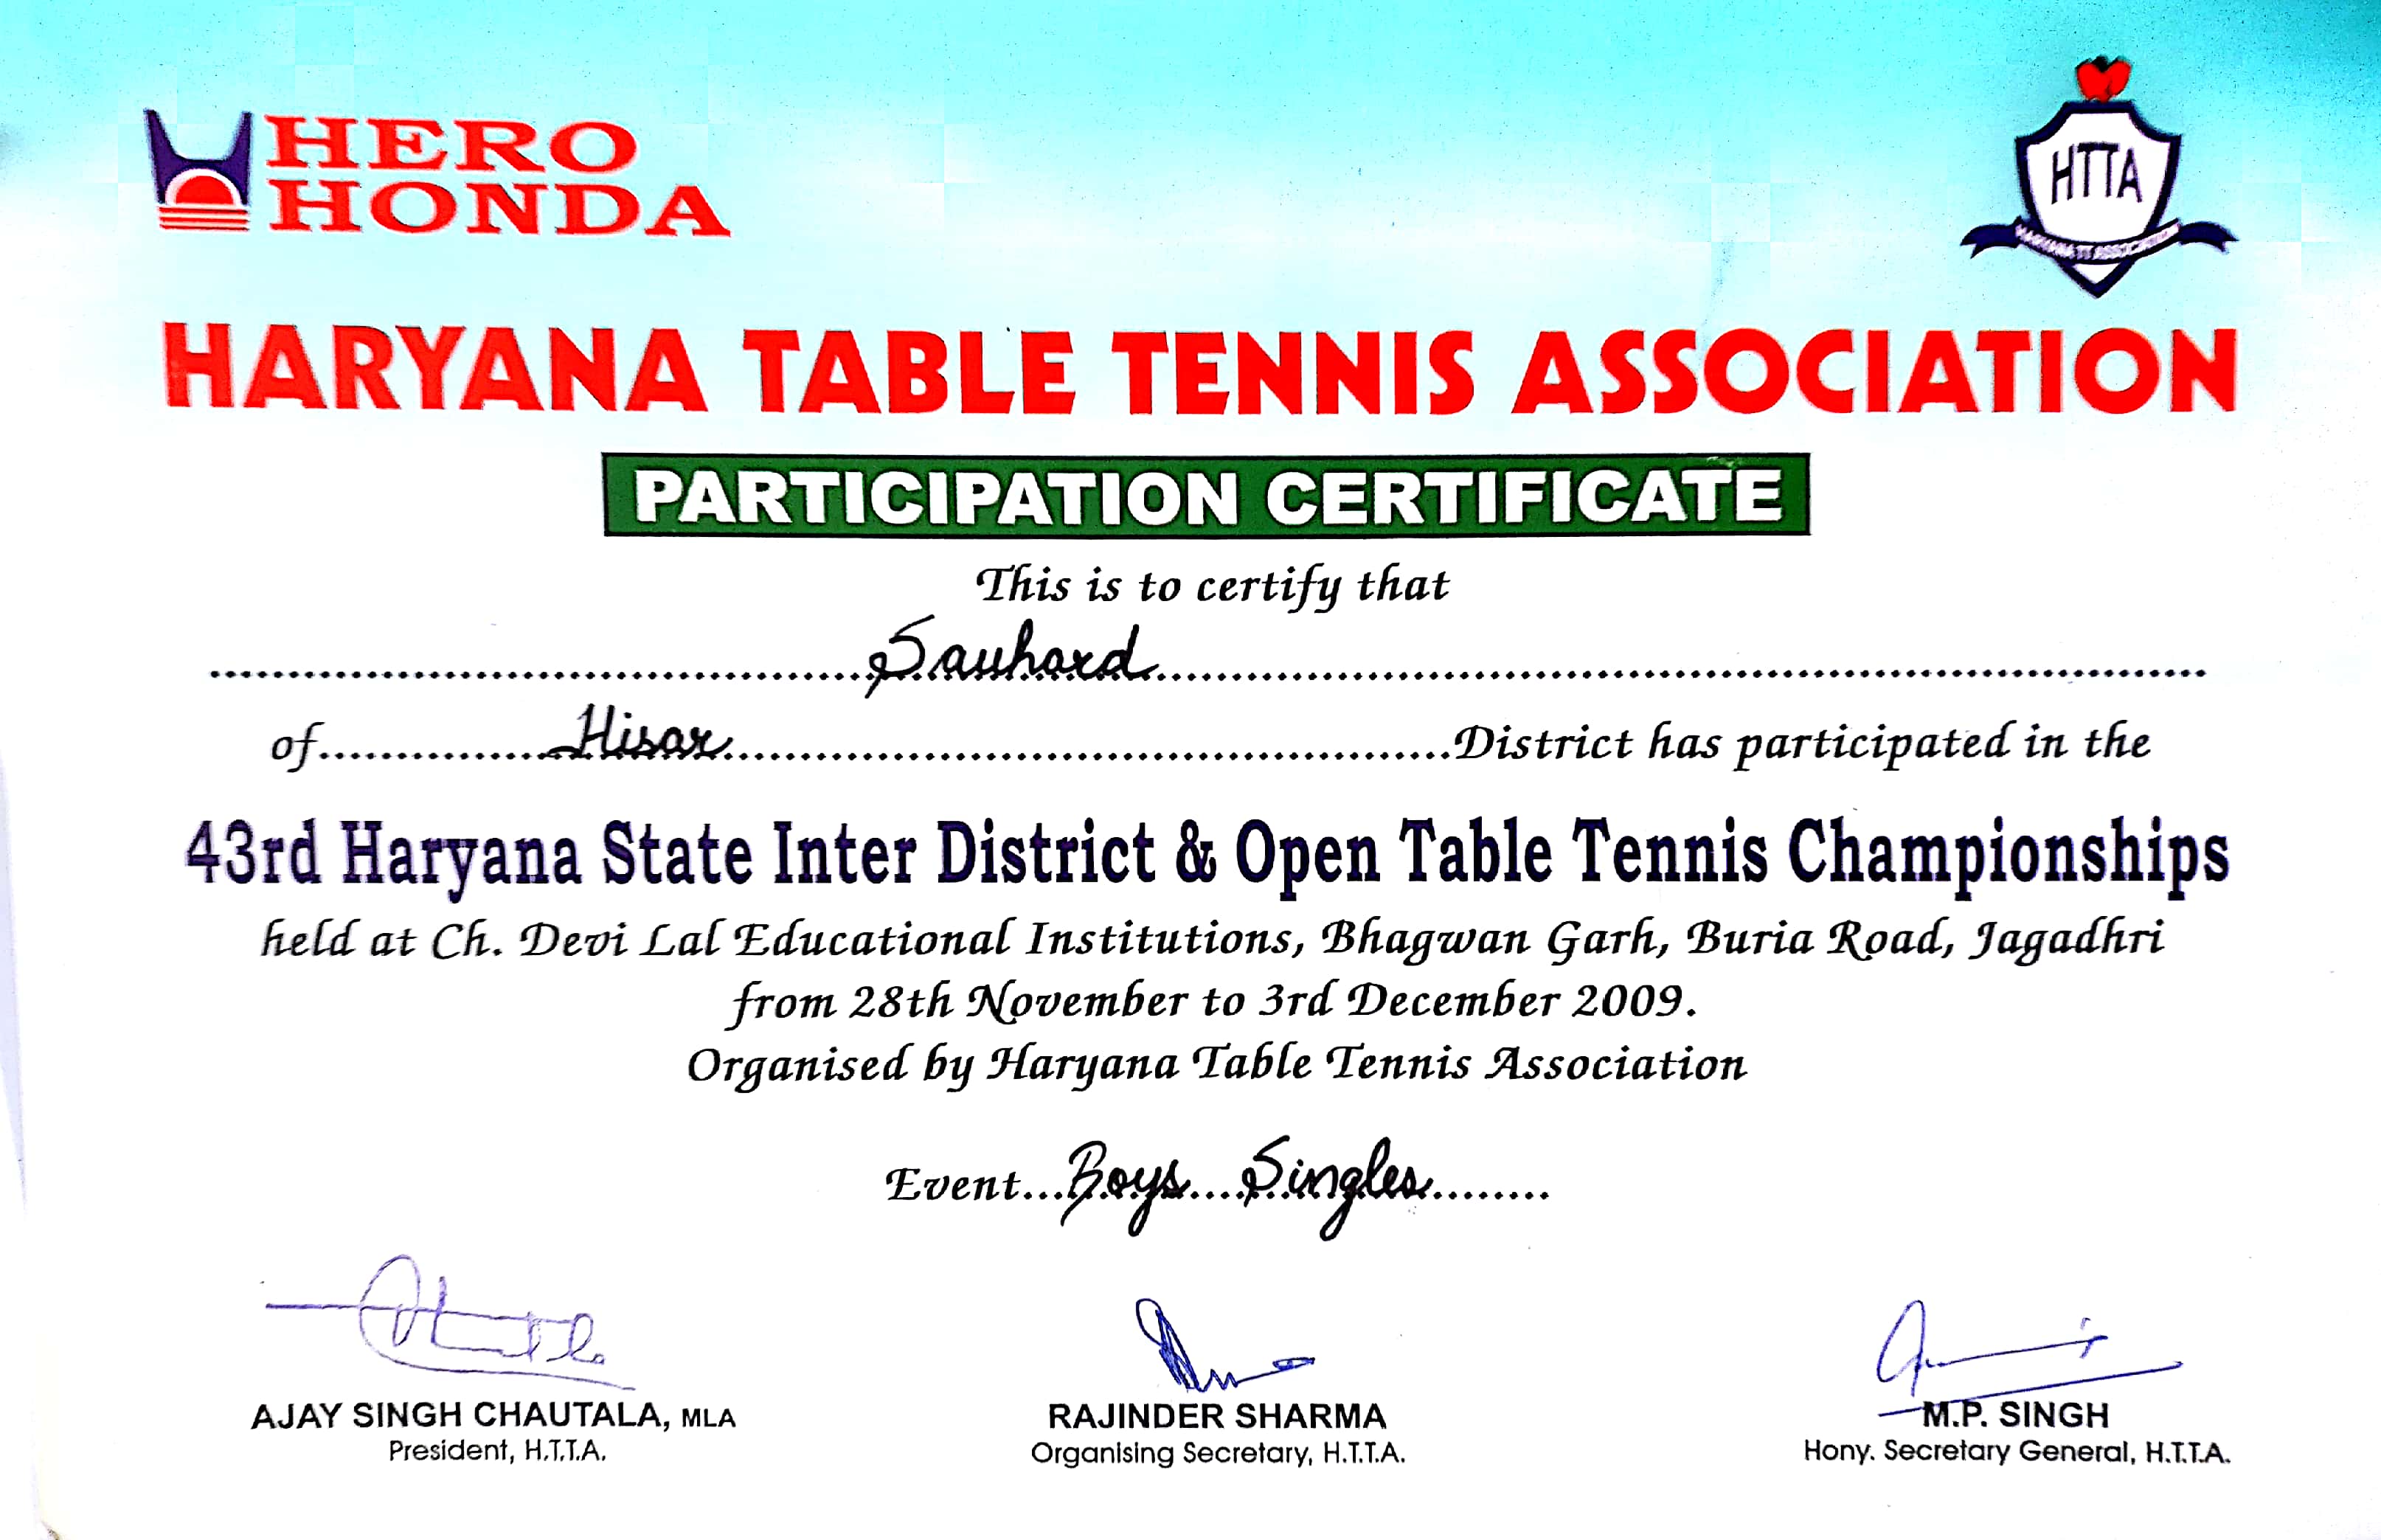 HERO
HONDA
HTTA
HARYANA TT ASSOCIATION
HARYANA TABLE TENNIS ASSOCIATION
PARTICIPATION CERTIFICATE
This is to certify that
Sauhard
of Hisar District has participated in the
43rd Haryana State Inter District & Open Table Tennis Championships
held at Ch. Devi Lal Educational Institutions, Bhagwan Garh, Buria Road, Jagadhri
from 28th November to 3rd December 2009.
Organised by Haryana Table Tennis Association
Event Boys Singles
AJAY SINGH CHAUTALA, MLA
President, H.T.T.A.
RAJINDER SHARMA
Organising Secretary, H.T.T.A.
M.P. SINGH
Hony. Secretary General, H.T.T.A.